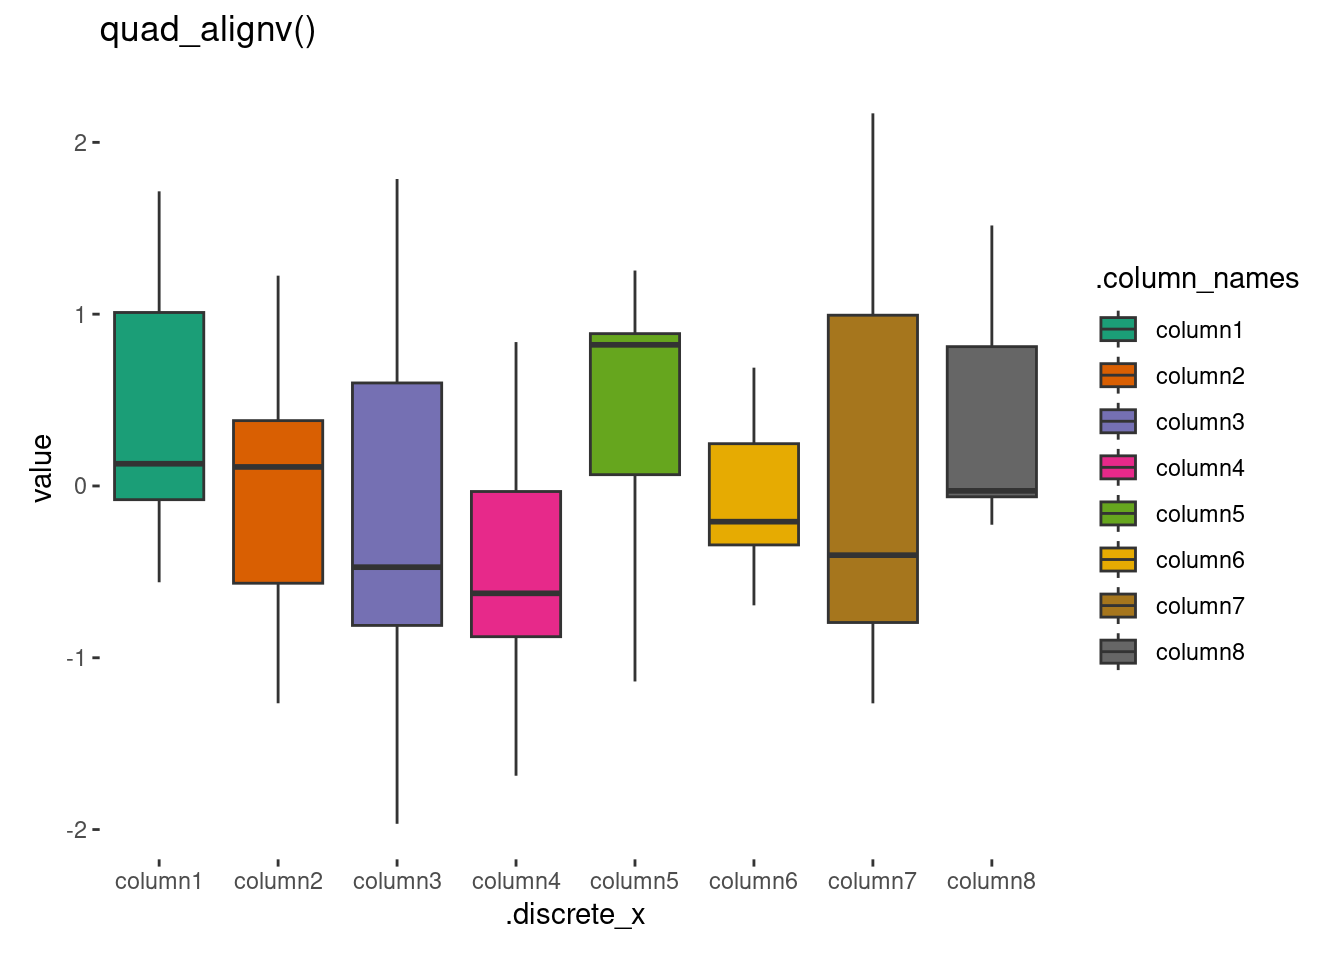 quad_alignv()
2
1
0
-1
-2
value
column1 column2 column3 column4 column5 column6 column7 column8
.discrete_x
.column_names
column1
column2
column3
column4
column5
column6
column7
column8